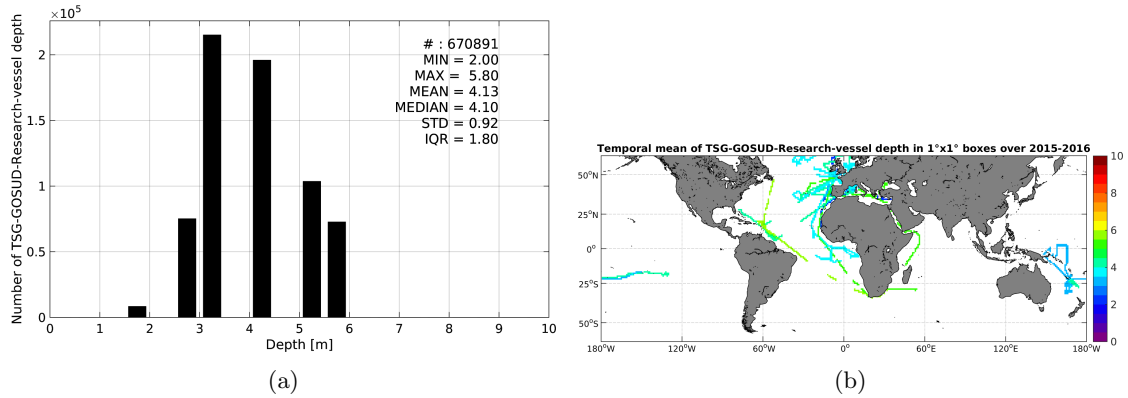 ×10⁵
Number of TSG-GOSUD-Research-vessel depth
2
1.5
1
0.5
0
# : 670891
MIN = 2.00
MAX = 5.80
MEAN = 4.13
MEDIAN = 4.10
STD = 0.92
IQR = 1.80
0 1 2 3 4 5 6 7 8 9 10
Depth [m]
(a)
Temporal mean of TSG-GOSUD-Research-vessel depth in 1°x1° boxes over 2015-2016
50°N
25°N
0°
25°S
50°S
180°W 120°W 60°W 0° 60°E 120°E 180°W
10
8
6
4
2
0
(b)